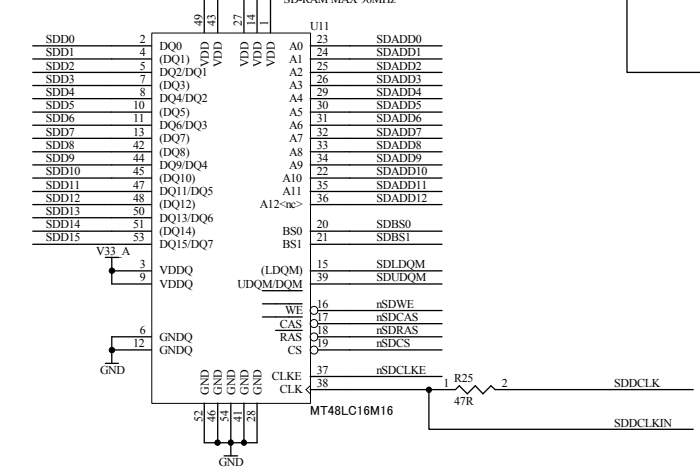 SD-RAM MAX 96MHz
49
43
27
14
1
U11
SDD0 2 DQ0 VDD VDD VDD VDD VDD A0 23 SDADD0
SDD1 4 (DQ1) A1 24 SDADD1
SDD2 5 DQ2/DQ1 A2 25 SDADD2
SDD3 7 (DQ3) A3 26 SDADD3
SDD4 8 DQ4/DQ2 A4 29 SDADD4
SDD5 10 (DQ5) A5 30 SDADD5
SDD6 11 DQ6/DQ3 A6 31 SDADD6
SDD7 13 (DQ7) A7 32 SDADD7
SDD8 42 (DQ8) A8 33 SDADD8
SDD9 44 DQ9/DQ4 A9 34 SDADD9
SDD10 45 (DQ10) A10 22 SDADD10
SDD11 47 DQ11/DQ5 A11 35 SDADD11
SDD12 48 (DQ12) A12<nc> 36 SDADD12
SDD13 50 DQ13/DQ6
SDD14 51 (DQ14) BS0 20 SDBS0
SDD15 53 DQ15/DQ7 BS1 21 SDBS1
V33_A
3 VDDQ (LDQM) 15 SDLDQM
9 VDDQ UDQM/DQM 39 SDUDQM
WE 16 nSDWE
CAS 17 nSDCAS
6 GNDQ RAS 18 nSDRAS
12 GNDQ CS 19 nSDCS
GND
GND GND GND GND GND
CLKE 37 nSDCLKE
CLK 38 1 R25 2 SDDCLK
47R
52
46
54
41
28
MT48LC16M16
SDDCLKIN
GND